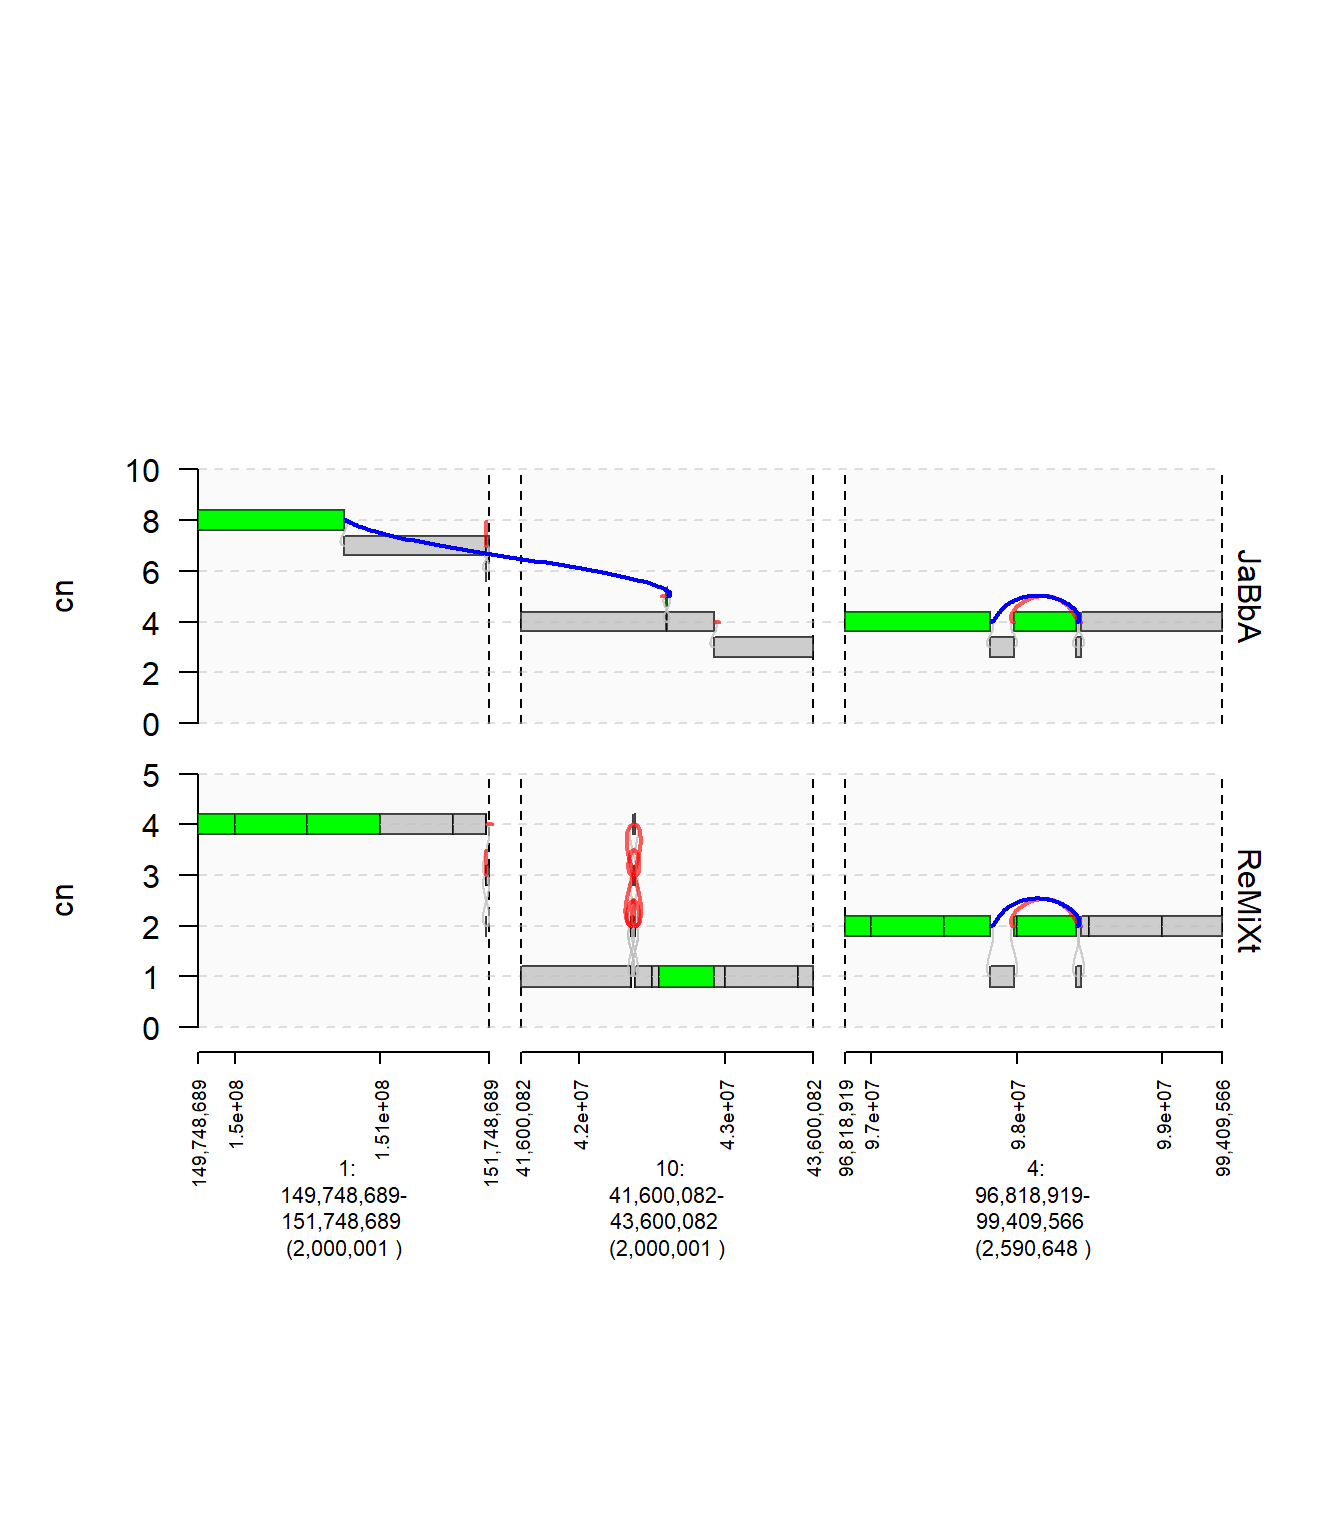 10
8
6
4
2
0
cn
JaBbA
5
4
3
2
1
0
cn
ReMiXt
149,748,689
1.5e+08
1.51e+08
151,748,689
41,600,082
4.2e+07
4.3e+07
43,600,082
96,818,919
9.7e+07
9.8e+07
9.9e+07
99,409,566
1:
149,748,689-
151,748,689
(2,000,001 )
10:
41,600,082-
43,600,082
(2,000,001 )
4:
96,818,919-
99,409,566
(2,590,648 )